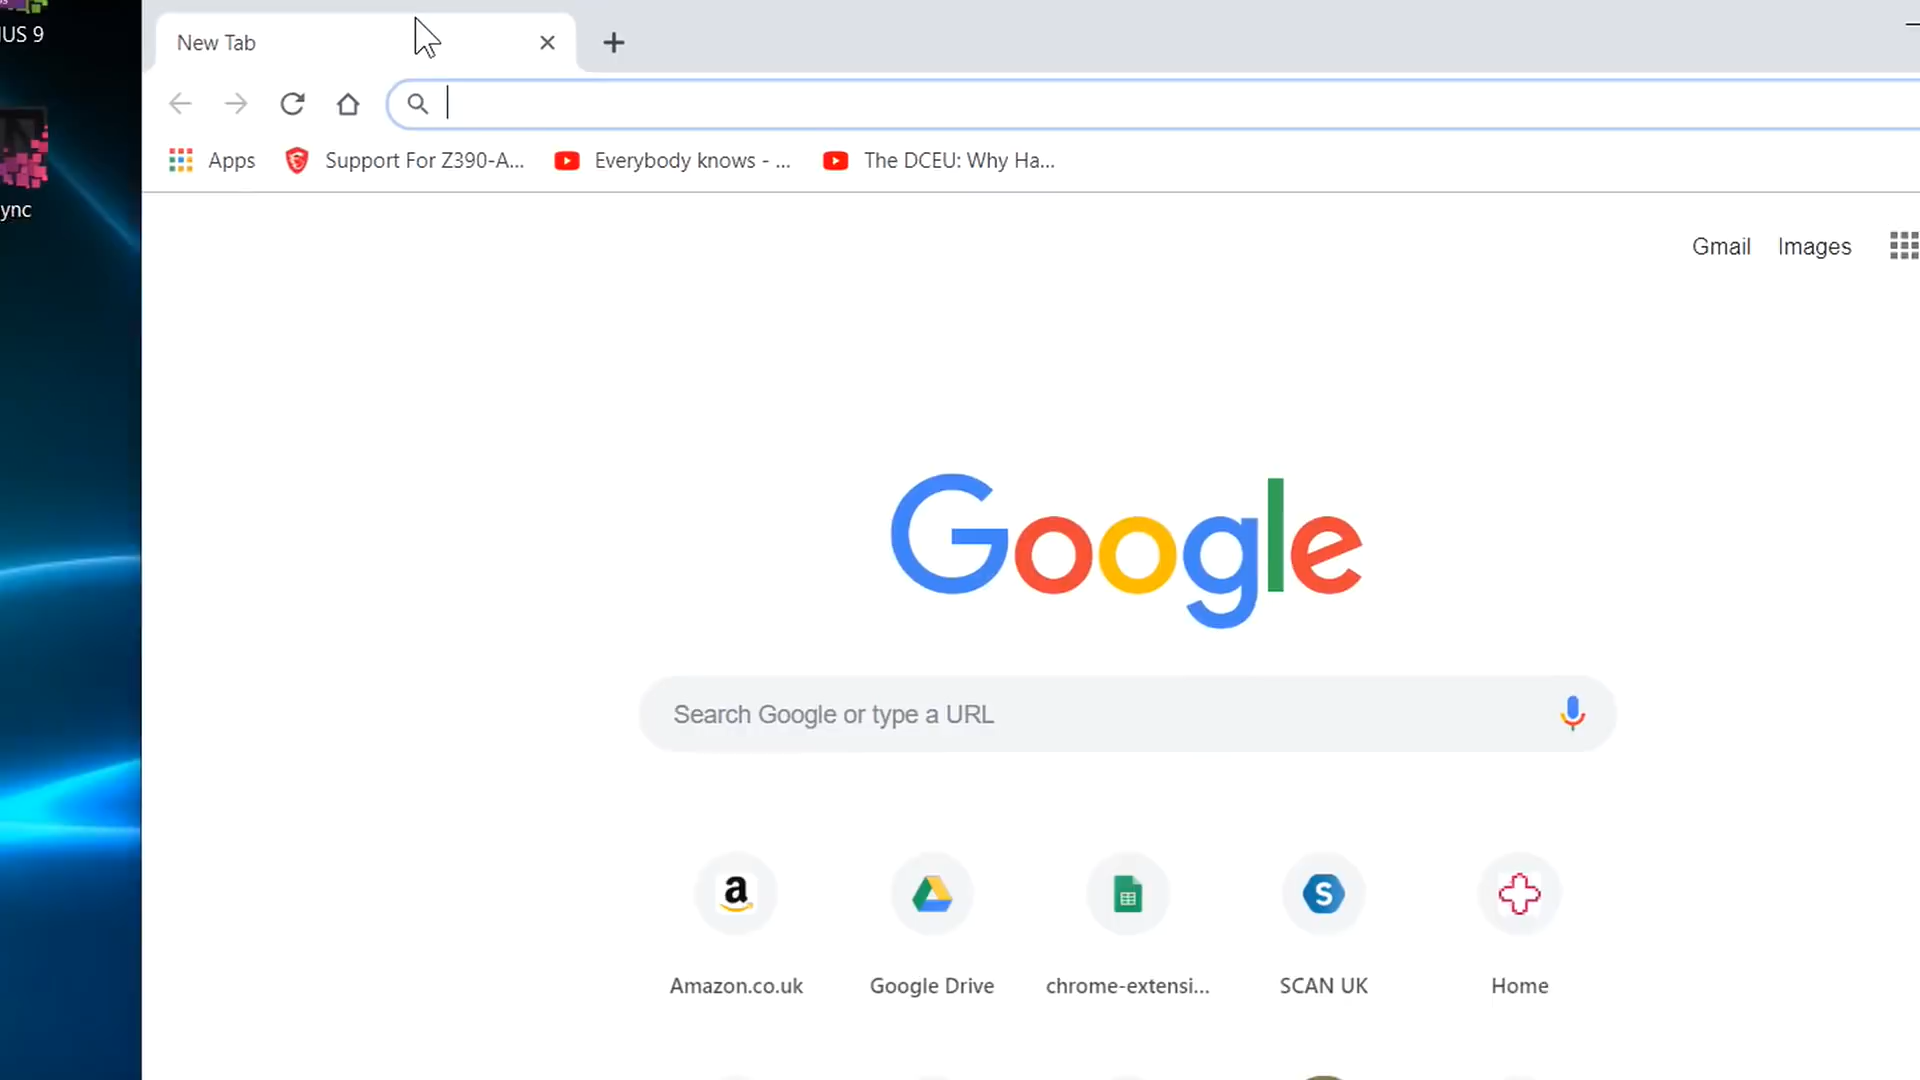 IUS 9
ync
New Tab
Apps
Support For Z390-A...
Everybody knows - ...
The DCEU: Why Ha...
Gmail
Images
Google
Search Google or type a URL
a
S
Amazon.co.uk
Google Drive
chrome-extensi...
SCAN UK
Home